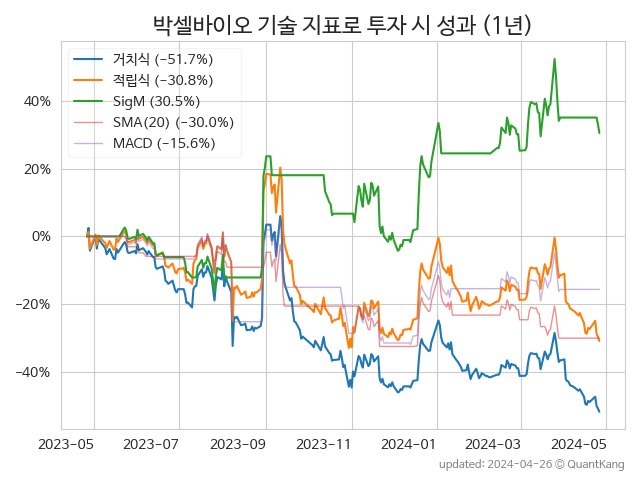 박셀바이오 기술 지표로 투자 시 성과 (1년)
거치식 (−51.7%)
적립식 (−30.8%)
SigM (30.5%)
SMA(20) (−30.0%)
MACD (−15.6%)
40%
20%
0%
−20%
−40%
2023-05 2023-07 2023-09 2023-11 2024-01 2024-03 2024-05
updated: 2024-04-26 © QuantKang